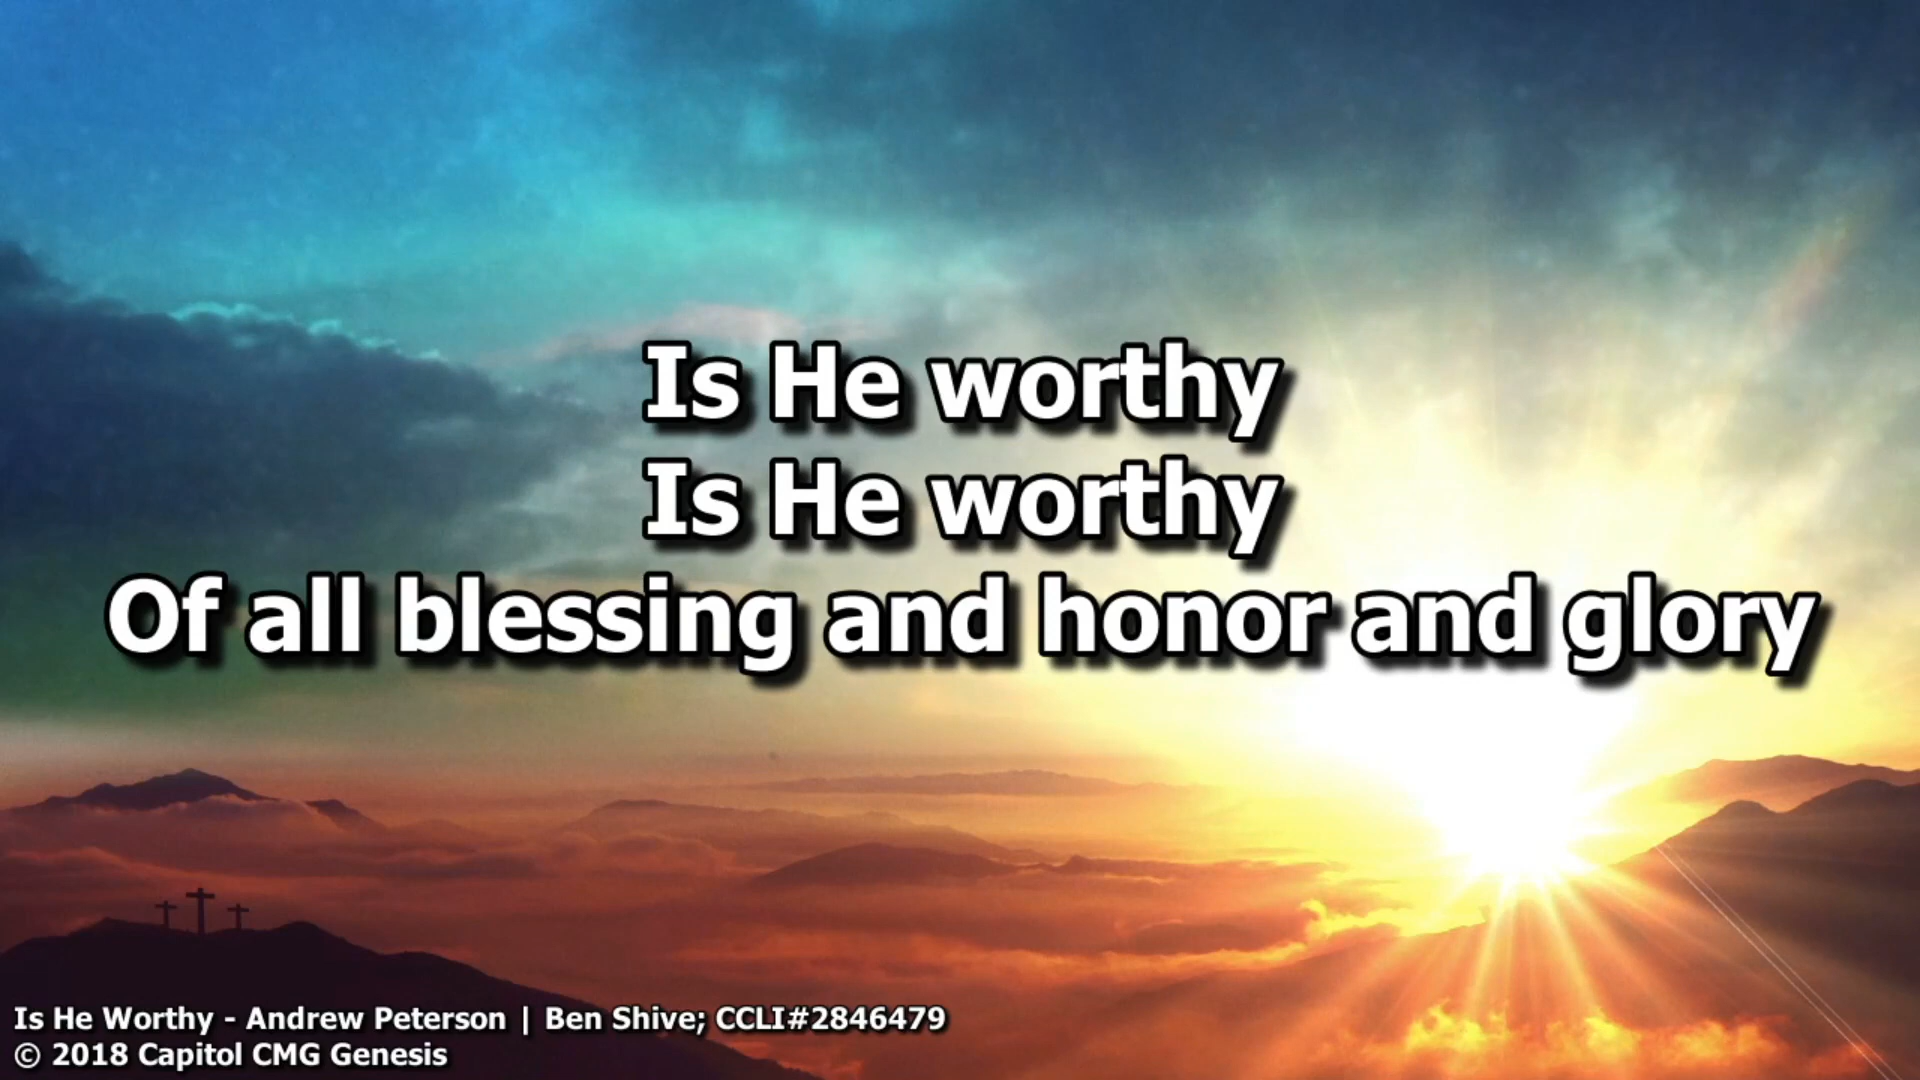 Is He worthy
Is He worthy
Of all blessing and honor and glory
Is He Worthy - Andrew Peterson | Ben Shive; CCLI#2846479
© 2018 Capitol CMG Genesis